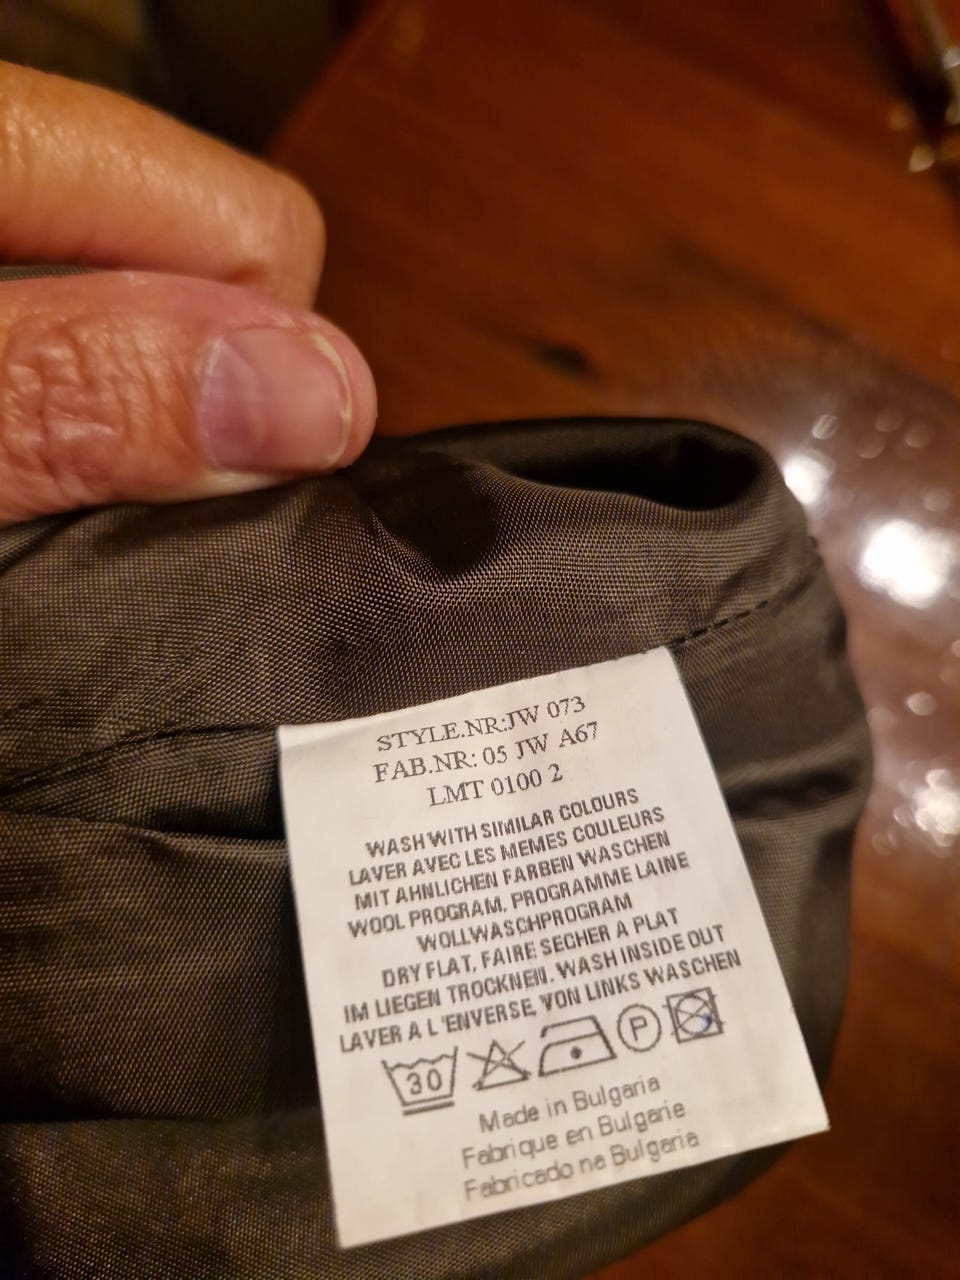 STYLE.NR:JW 073
FAB.NR: 05 JW A67
LMT 0100 2
WASH WITH SIMILAR COLOURS
LAVER AVEC LES MEMES COULEURS
MIT AHNLICHEN FARBEN WASCHEN
WOOL PROGRAM, PROGRAMME LAINE
WOLLWASCHPROGRAM
DRY FLAT, FAIRE SECHER A PLAT
IM LIEGEN TROCKNEN. WASH INSIDE OUT
LAVER A L'ENVERSE, VON LINKS WASCHEN
30 P
Made in Bulgaria
Fabrique en Bulgarie
Fabricado na Bulgaria